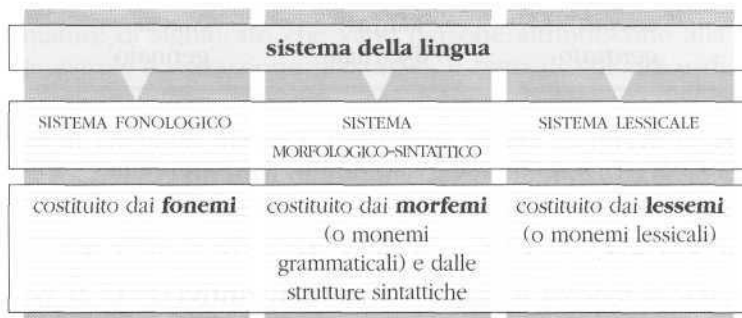 sistema della lingua
SISTEMA FONOLOGICO
SISTEMA
MORFOLOGICO-SINTATTICO
SISTEMA LESSICALE
costituito dai fonemi
costituito dai morfemi
(o monemi
grammaticali) e dalle
strutture sintattiche
costituito dai lessemi
(o monemi lessicali)